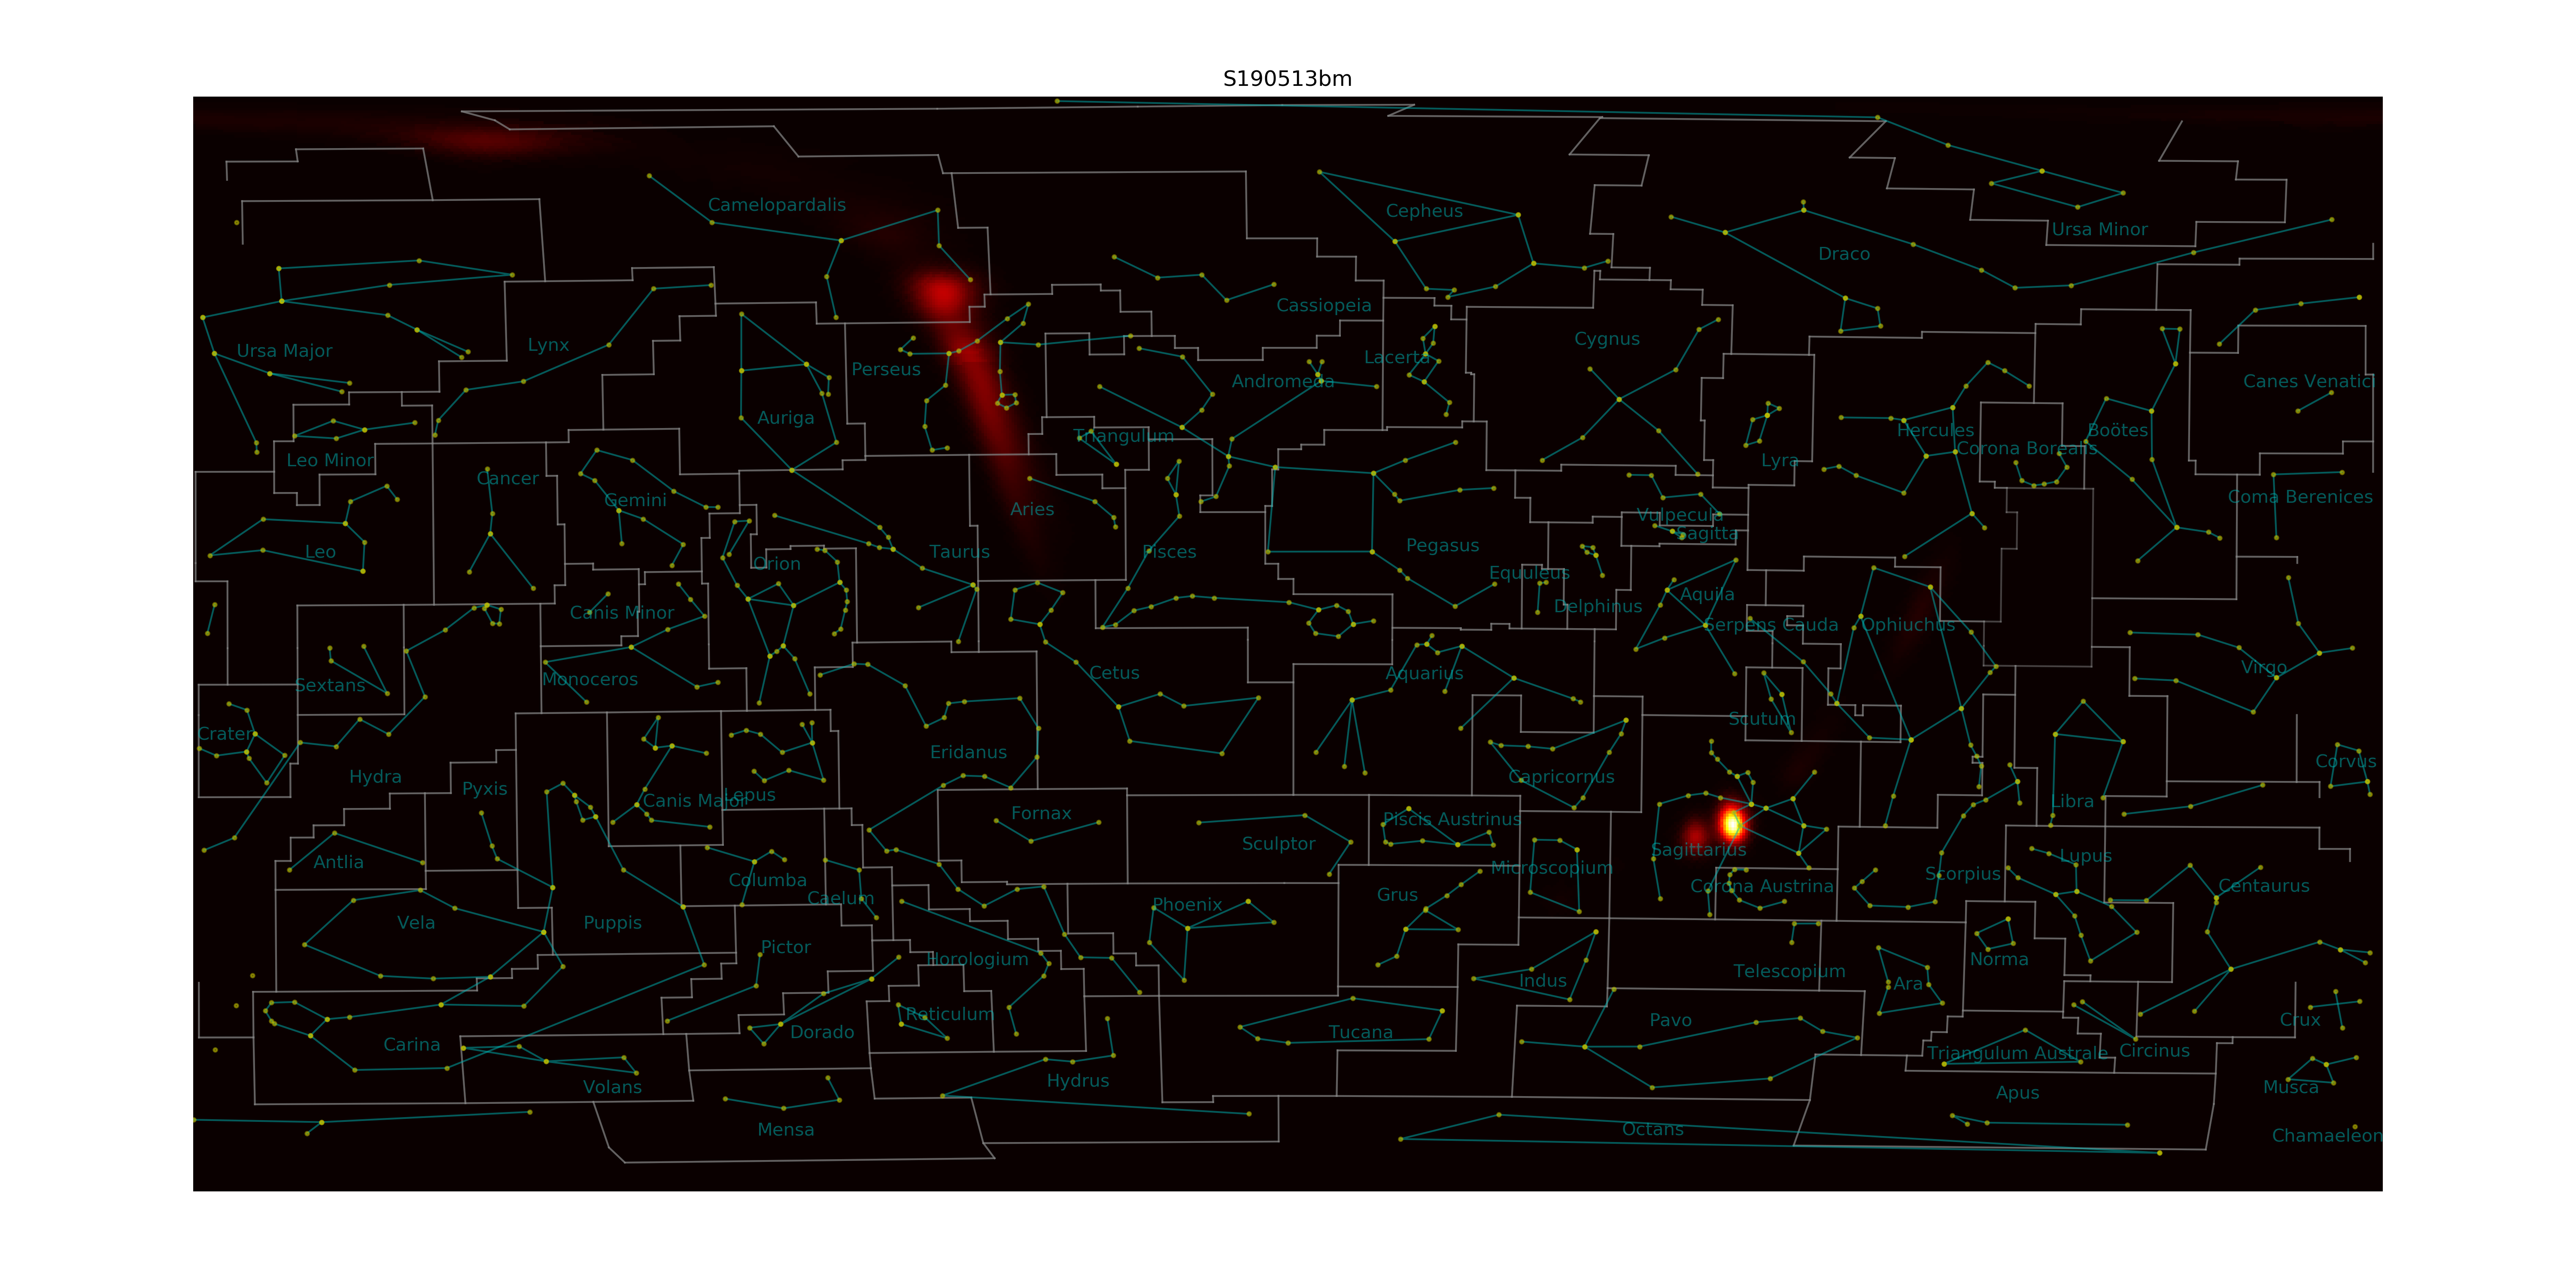 S190513bm
Camelopardalis
Cepheus
Ursa Minor
Draco
Cassiopeia
Cygnus
Ursa Major
Lynx
Lacerta
Perseus
Andromeda
Canes Venatici
Auriga
Triangulum
Hercules
Boötes
Corona Borealis
Leo Minor
Lyra
Cancer
Gemini
Coma Berenices
Aries
Vulpecula
Sagitta
Leo
Taurus
Pisces
Pegasus
Orion
Equuleus
Aquila
Delphinus
Canis Minor
Serpens Cauda
Ophiuchus
Virgo
Cetus
Aquarius
Monoceros
Sextans
Scutum
Crater
Eridanus
Corvus
Hydra
Capricornus
Pyxis
Lepus
Canis Major
Libra
Fornax
Piscis Austrinus
Sculptor
Sagittarius
Lupus
Antlia
Microscopium
Scorpius
Columba
Corona Austrina
Centaurus
Grus
Caelum
Phoenix
Vela
Puppis
Pictor
Horologium
Norma
Telescopium
Indus
Ara
Reticulum
Pavo
Crux
Dorado
Tucana
Carina
Circinus
Triangulum Australe
Hydrus
Volans
Musca
Apus
Mensa
Octans
Chamaeleon